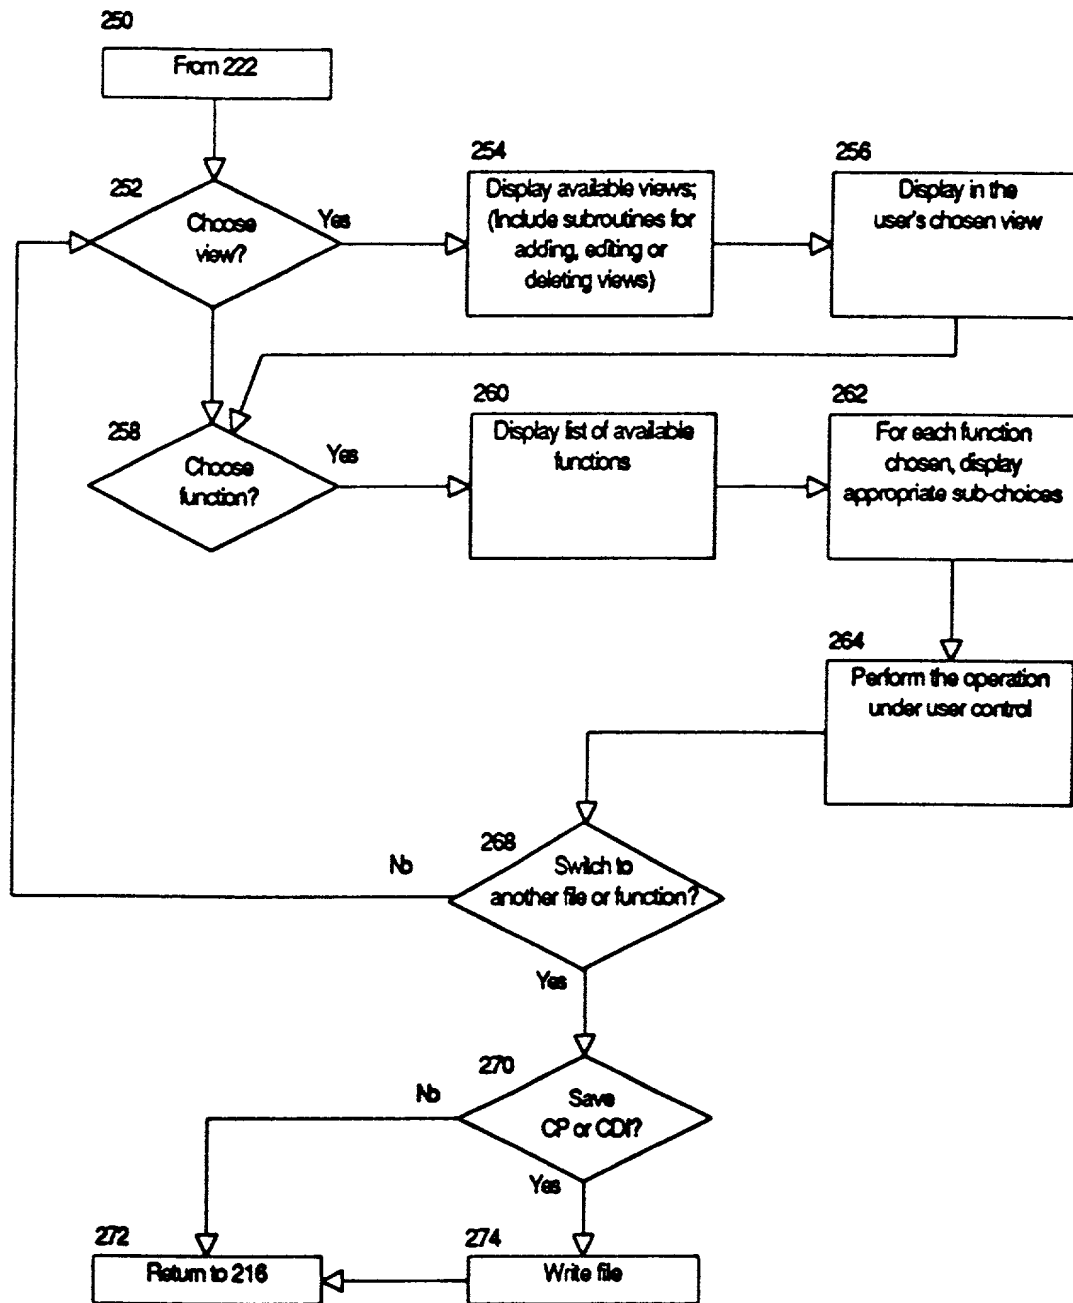 250
From 222
252
Choose
view?
Yes
254
Display available views;
(Include subroutines for
adding, editing or
deleting views)
256
Display in the
user's chosen view
258
Choose
function?
Yes
260
Display list of available
functions
262
For each function
chosen, display
appropriate sub-choices
264
Perform the operation
under user control
268
No
Switch to
another file or function?
Yes
270
No
Save
CP or CDI?
Yes
272
Return to 216
274
Write file